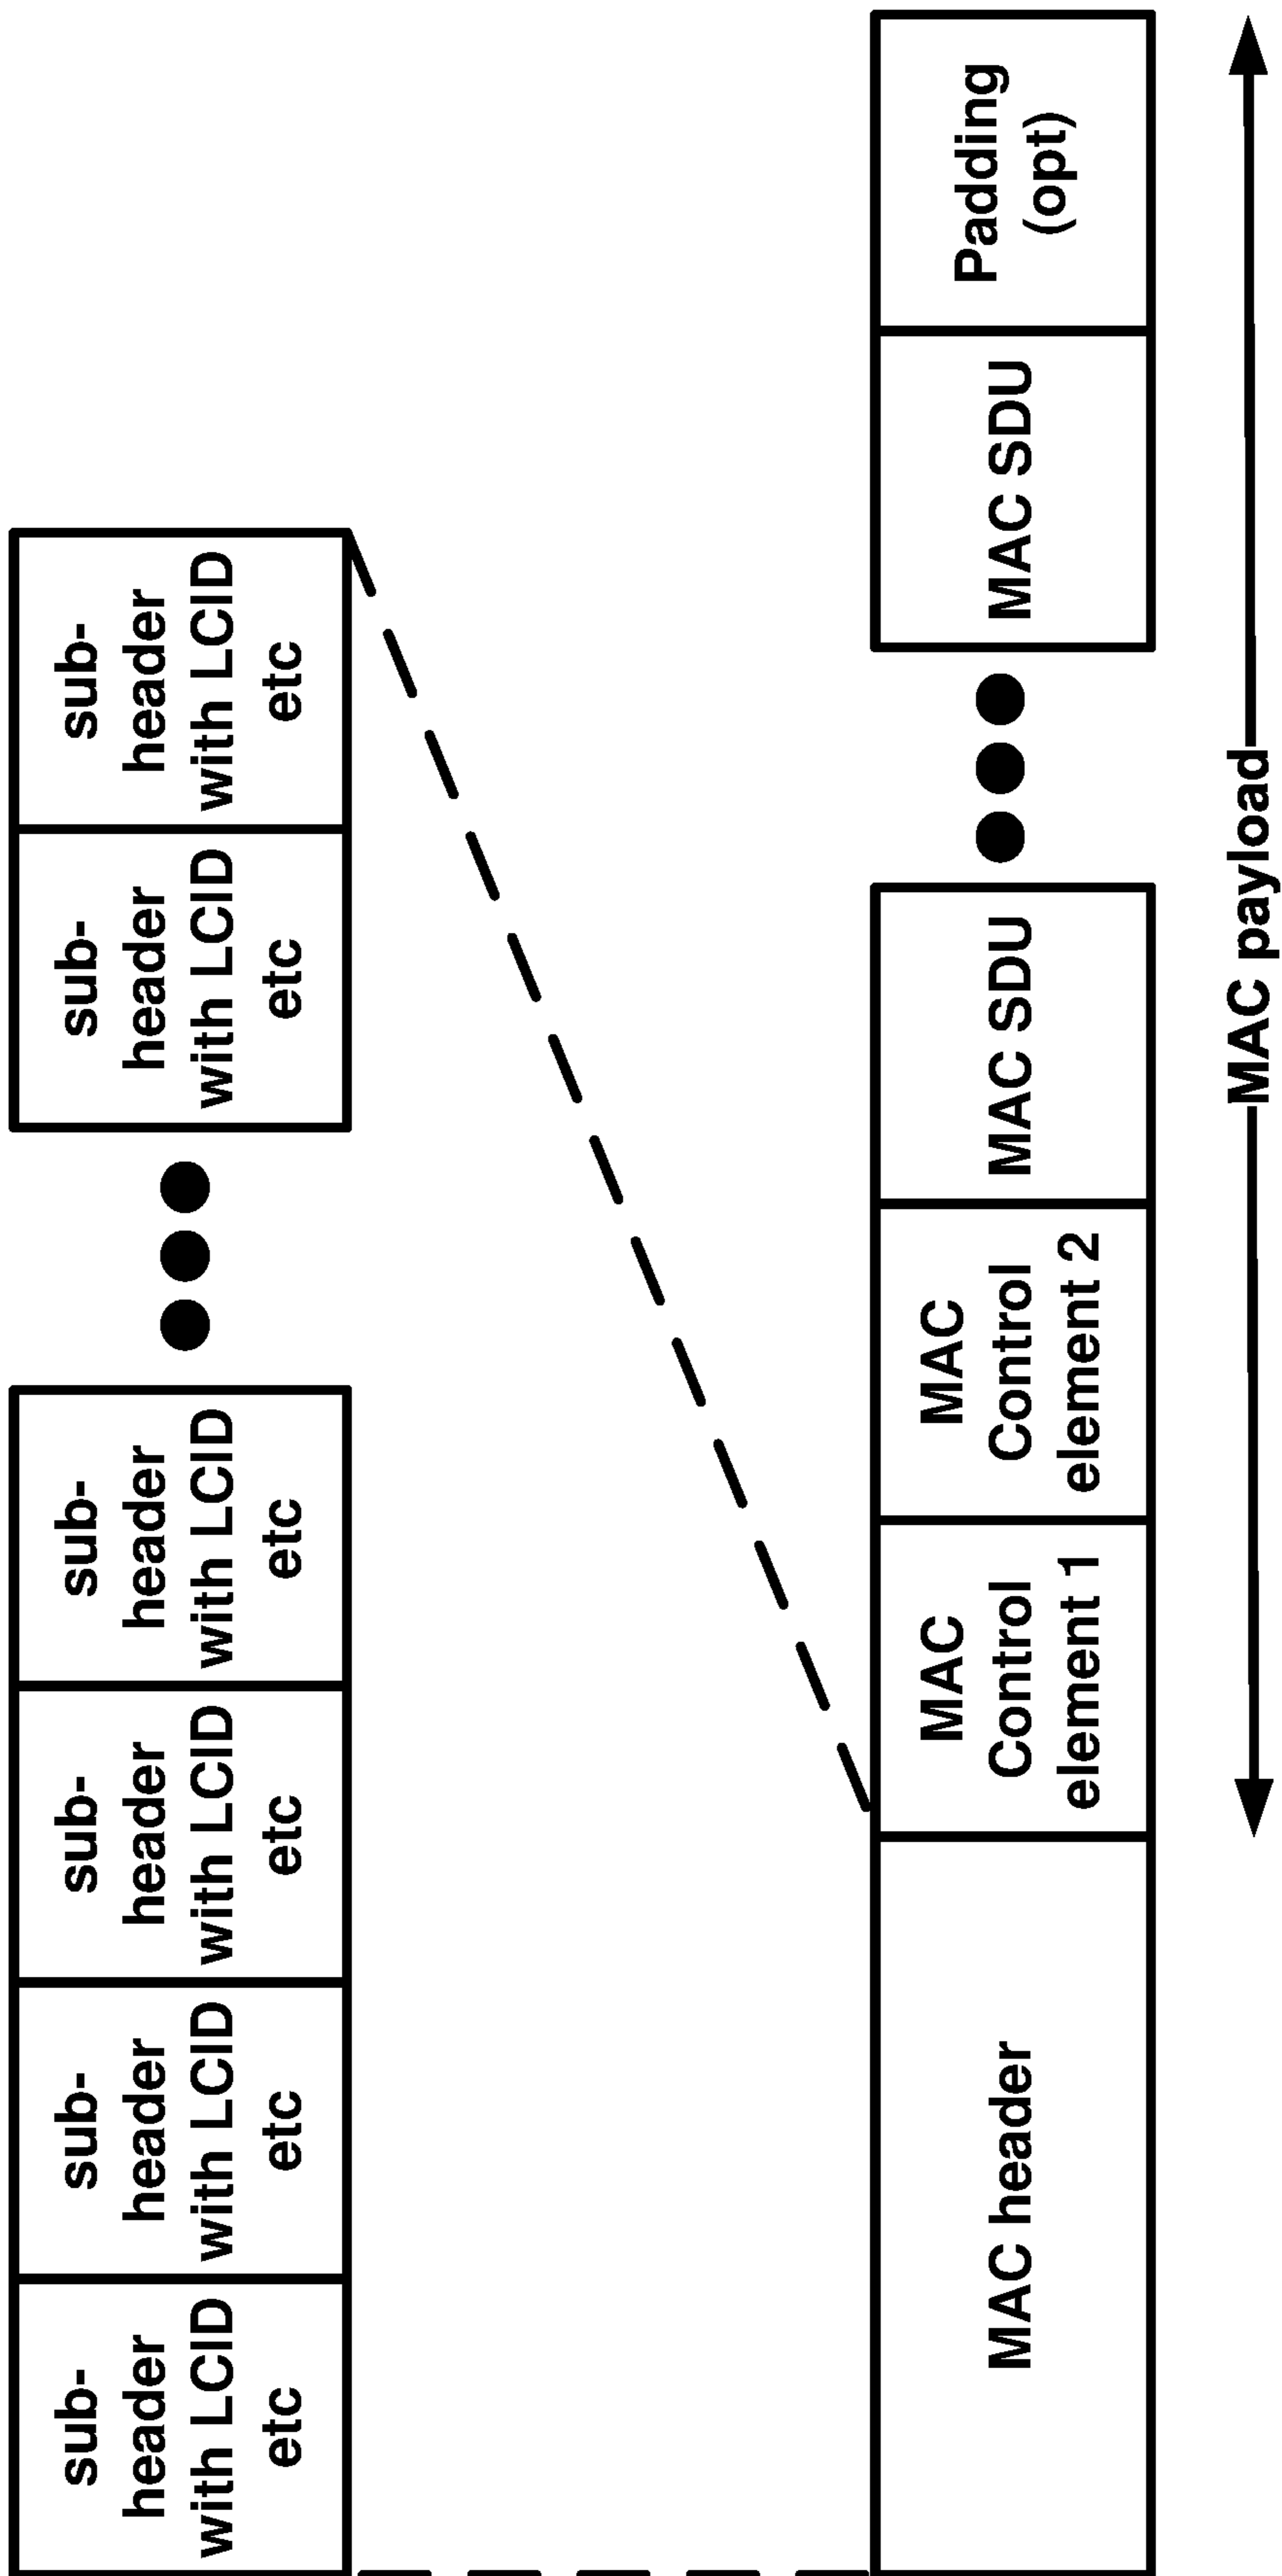 sub-
header
with LCID
etc
sub-
header
with LCID
etc
sub-
header
with LCID
etc
sub-
header
with LCID
etc
sub-
header
with LCID
etc
sub-
header
with LCID
etc
MAC header
MAC
Control
element 1
MAC
Control
element 2
MAC SDU
MAC SDU
Padding
(opt)
MAC payload